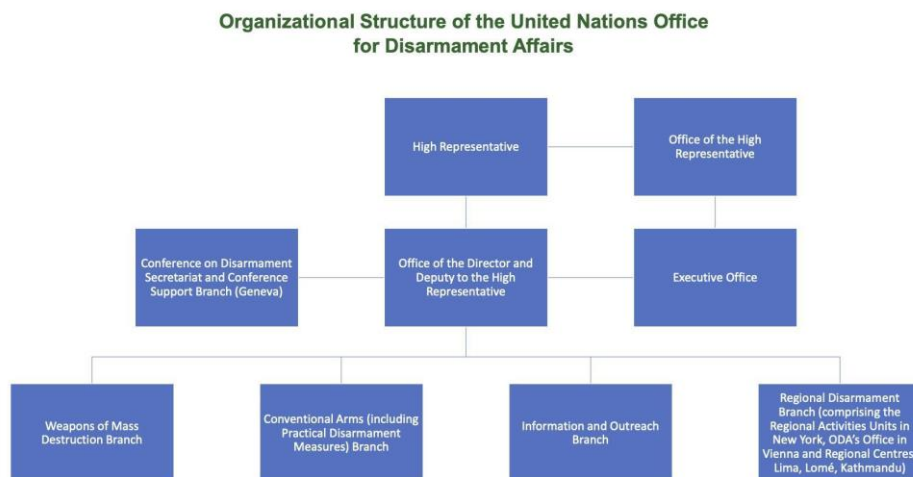 Organizational Structure of the United Nations Office
for Disarmament Affairs
High Representative
Office of the High
Representative
Conference on Disarmament
Secretariat and Conference
Support Branch (Geneva)
Office of the Director and
Deputy to the High
Representative
Executive Office
Weapons of Mass
Destruction Branch
Conventional Arms (including
Practical Disarmament
Measures) Branch
Information and Outreach
Branch
Regional Disarmament
Branch (comprising the
Regional Activities Units in
New York, ODA's Office in
Vienna and Regional Centres
Lima, Lomé, Kathmandu)